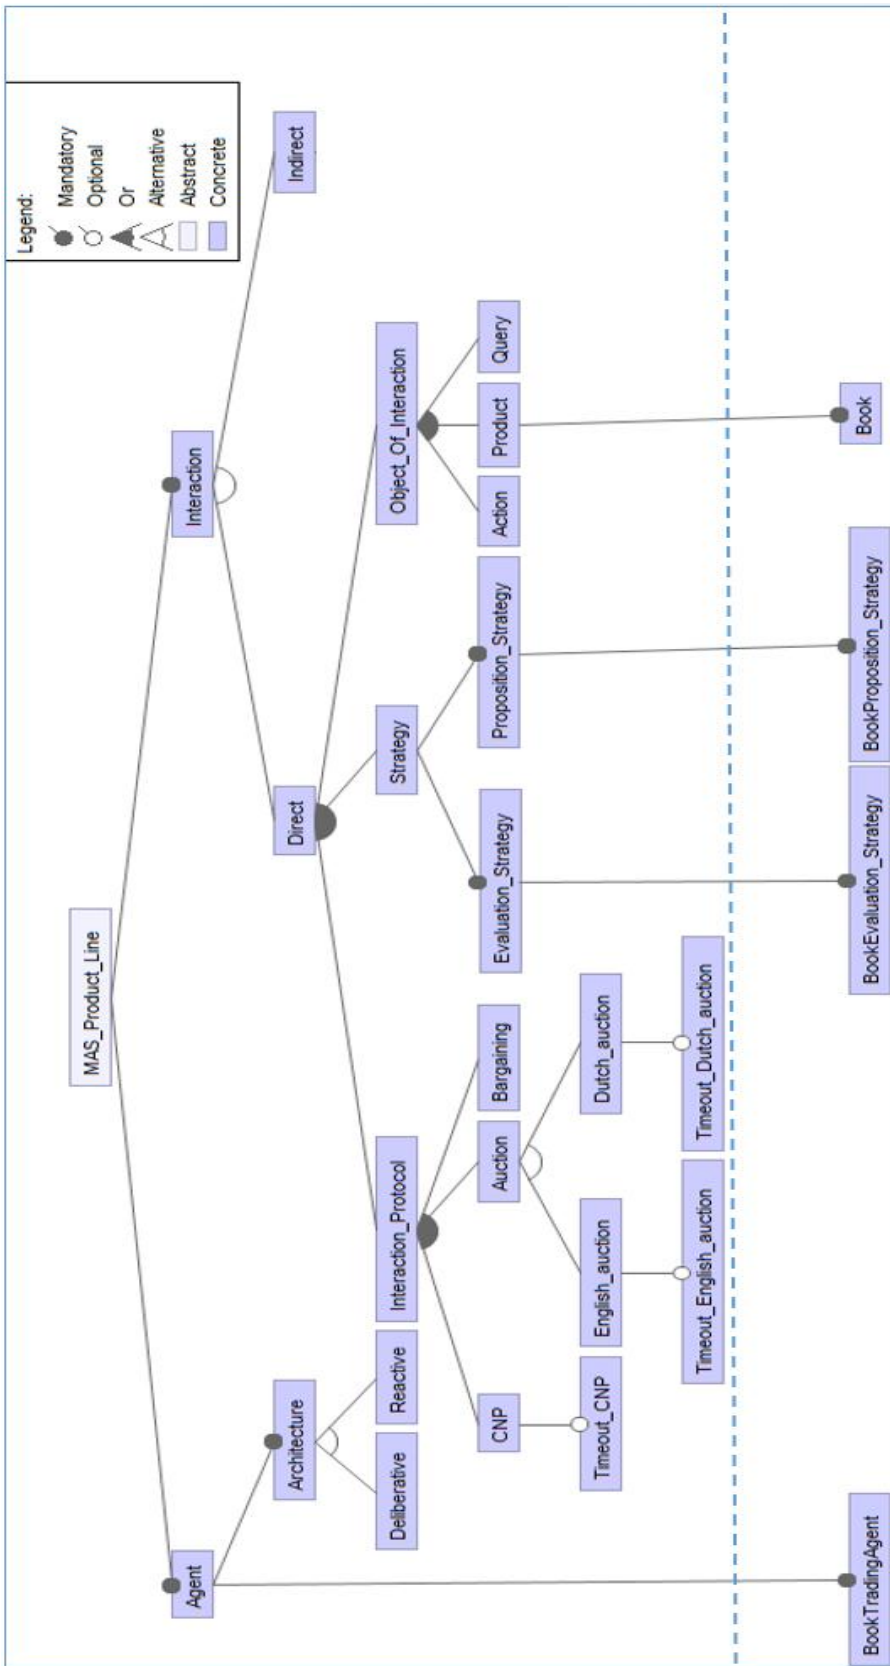 Legend:
Mandatory
Optional
Or
Alternative
Abstract
Concrete
MAS_Product_Line
Agent
Interaction
Architecture
Direct
Indirect
Deliberative
Reactive
Interaction_Protocol
Strategy
Object_Of_Interaction
CNP
Auction
Bargaining
Evaluation_Strategy
Proposition_Strategy
Action
Product
Query
Timeout_CNP
English_auction
Dutch_auction
Timeout_English_auction
Timeout_Dutch_auction
BookTradingAgent
BookEvaluation_Strategy
BookProposition_Strategy
Book